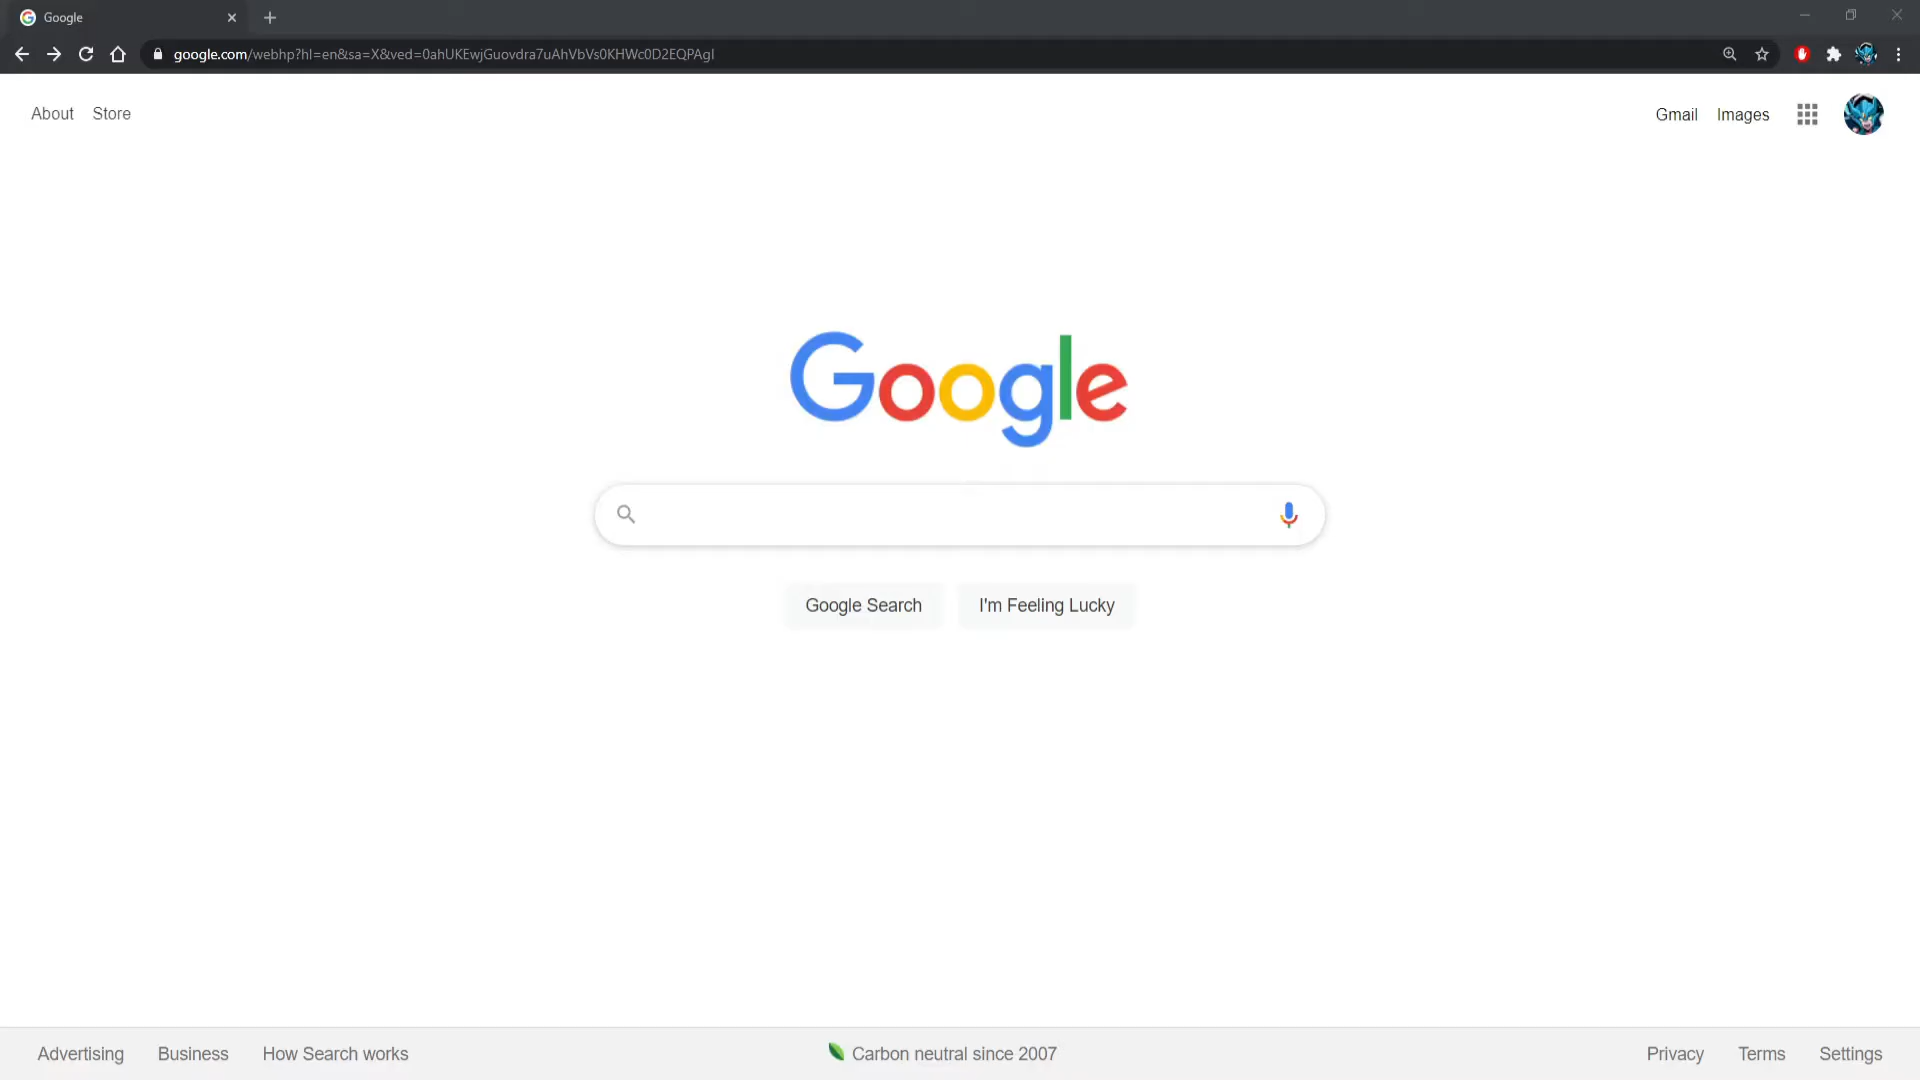 Google
google.com/webhp?hl=en&sa=X&ved=0ahUKEwjGuovdra7uAhVbVs0KHWc0D2EQPAgI
About Store
Gmail Images
Google
Google Search I'm Feeling Lucky
Advertising Business How Search works
Carbon neutral since 2007
Privacy Terms Settings